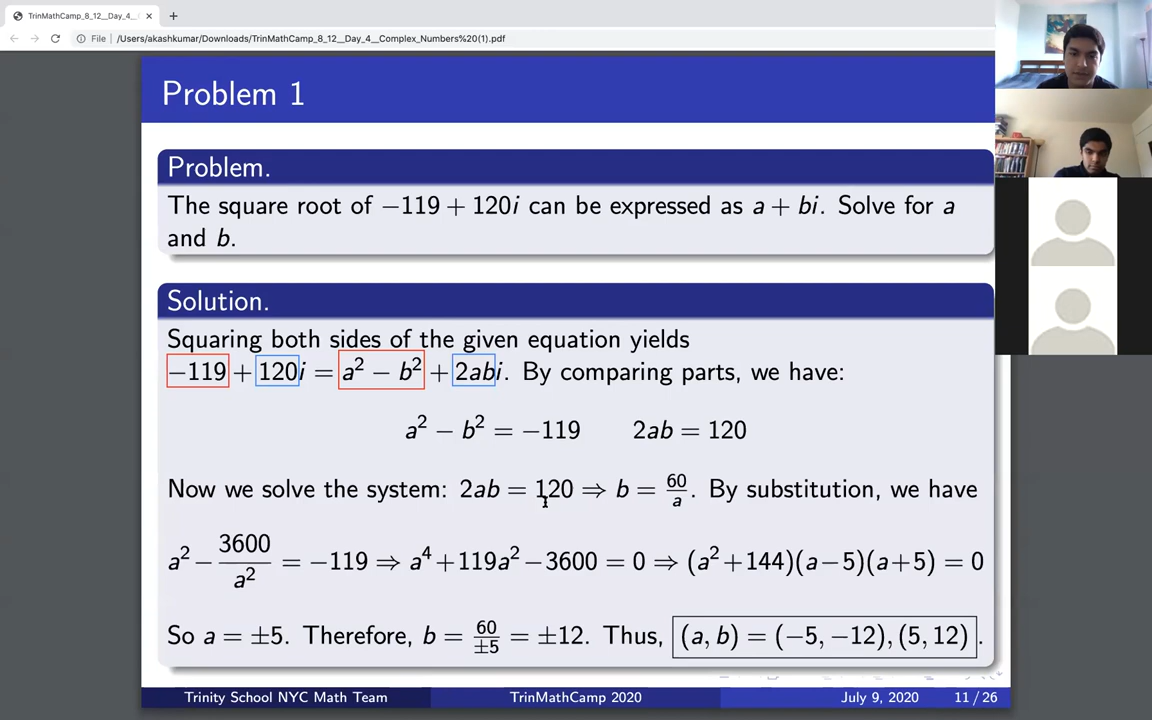 TrinMathCamp_8_12__Day_4_
File | /Users/akashkumar/Downloads/TrinMathCamp_8_12__Day_4__Complex_Numbers%20(1).pdf
Problem 1
Problem.
The square root of −119 + 120i can be expressed as a + bi. Solve for a
and b.
Solution.
Squaring both sides of the given equation yields
−119 + 120i = a² − b² + 2abi. By comparing parts, we have:
a² − b² = −119 2ab = 120
Now we solve the system: 2ab = 120 ⇒ b = 60/a. By substitution, we have
a² − 3600/a² = −119 ⇒ a⁴+119a²−3600 = 0 ⇒ (a²+144)(a−5)(a+5) = 0
So a = ±5. Therefore, b = 60/±5 = ±12. Thus, (a, b) = (−5, −12), (5, 12).
Trinity School NYC Math Team TrinMathCamp 2020 July 9, 2020 11 / 26